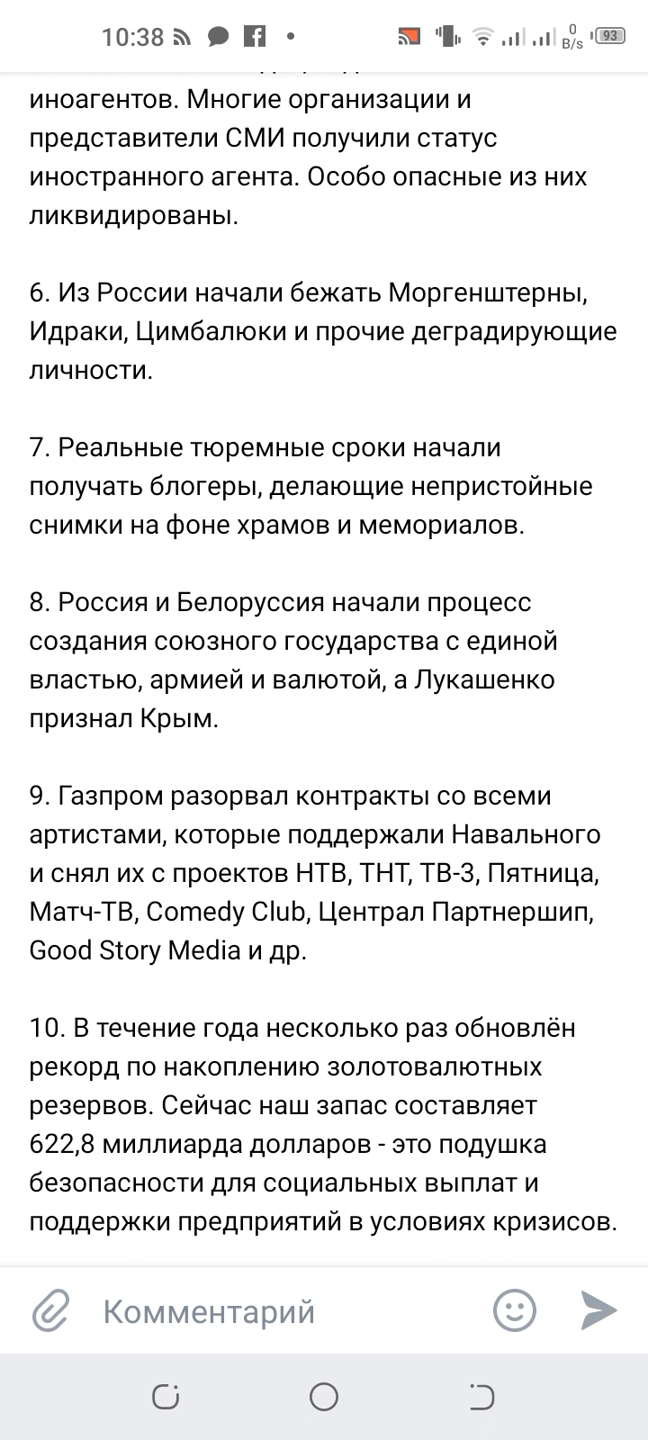 10:38
0
B/s
93
иноагентов. Многие организации и
представители СМИ получили статус
иностранного агента. Особо опасные из них
ликвидированы.
6. Из России начали бежать Моргенштерны,
Идраки, Цимбалюки и прочие деградирующие
личности.
7. Реальные тюремные сроки начали
получать блогеры, делающие непристойные
снимки на фоне храмов и мемориалов.
8. Россия и Белоруссия начали процесс
создания союзного государства с единой
властью, армией и валютой, а Лукашенко
признал Крым.
9. Газпром разорвал контракты со всеми
артистами, которые поддержали Навального
и снял их с проектов НТВ, ТНТ, ТВ-3, Пятница,
Матч-ТВ, Comedy Club, Централ Партнершип,
Good Story Media и др.
10. В течение года несколько раз обновлён
рекорд по накоплению золотовалютных
резервов. Сейчас наш запас составляет
622,8 миллиарда долларов - это подушка
безопасности для социальных выплат и
поддержки предприятий в условиях кризисов.
Комментарий